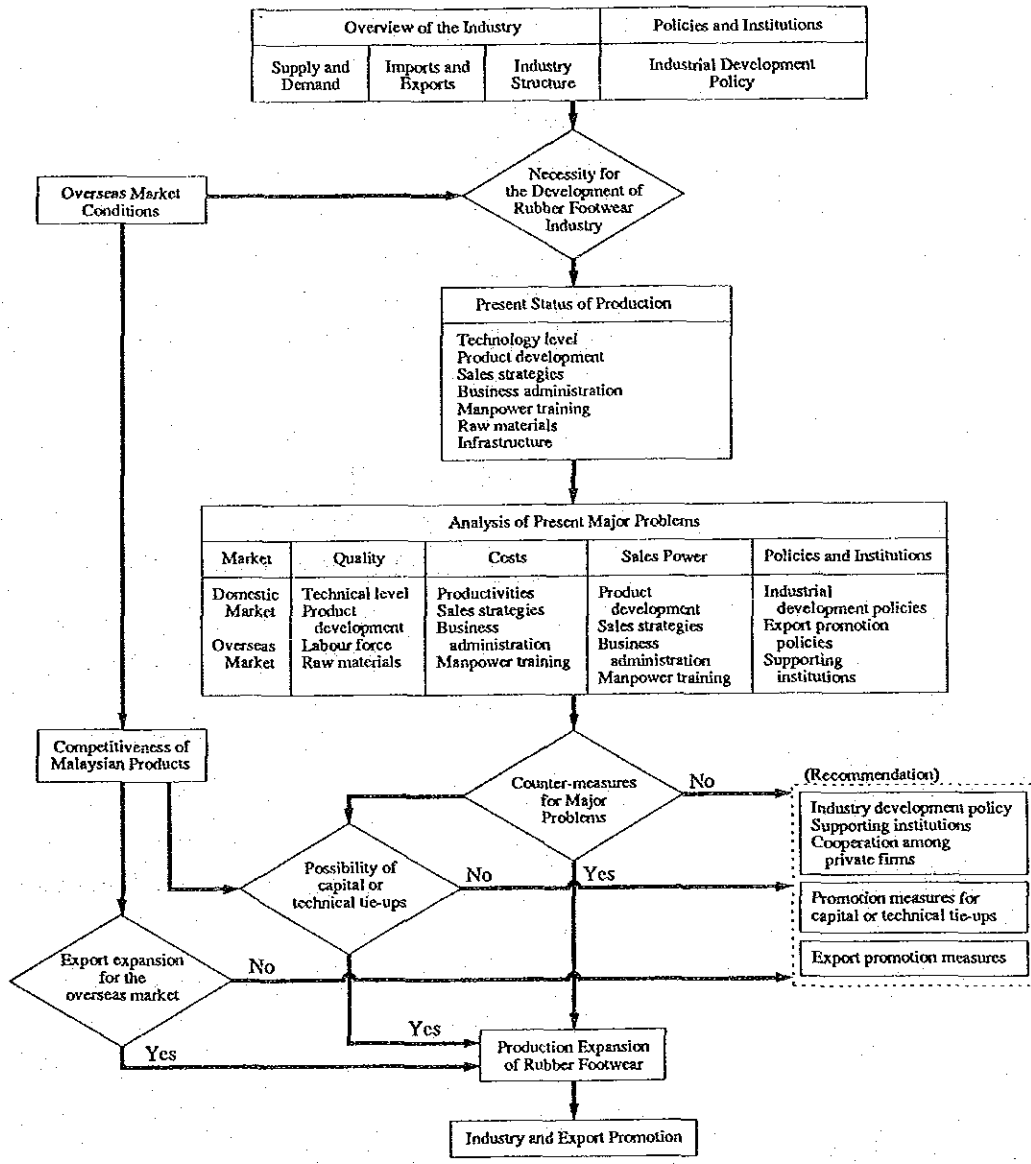 Overview of the Industry
Policies and Institutions
Supply and
Demand
Imports and
Exports
Industry
Structure
Industrial Development
Policy
Necessity for
the Development of
Rubber Footwear
Industry
Overseas Market
Conditions
Present Status of Production
Technology level
Product development
Sales strategies
Business administration
Manpower training
Raw materials
Infrastructure
Analysis of Present Major Problems
Market
Quality
Costs
Sales Power
Policies and Institutions
Domestic
Market
Overseas
Market
Technical level
Product
development
Labour force
Raw materials
Productivities
Sales strategies
Business
administration
Manpower training
Product
development
Sales strategies
Business
administration
Manpower training
Industrial
development policies
Export promotion
policies
Supporting
institutions
Competitiveness of
Malaysian Products
Counter-measures
for Major
Problems
No
(Recommendation)
Industry development policy
Supporting institutions
Cooperation among
private firms
Possibility of
capital or
technical tie-ups
No
Yes
Promotion measures for
capital or technical tie-ups
Export expansion
for the
overseas market
No
Export promotion measures
Yes
Yes
Production Expansion
of Rubber Footwear
Industry and Export Promotion